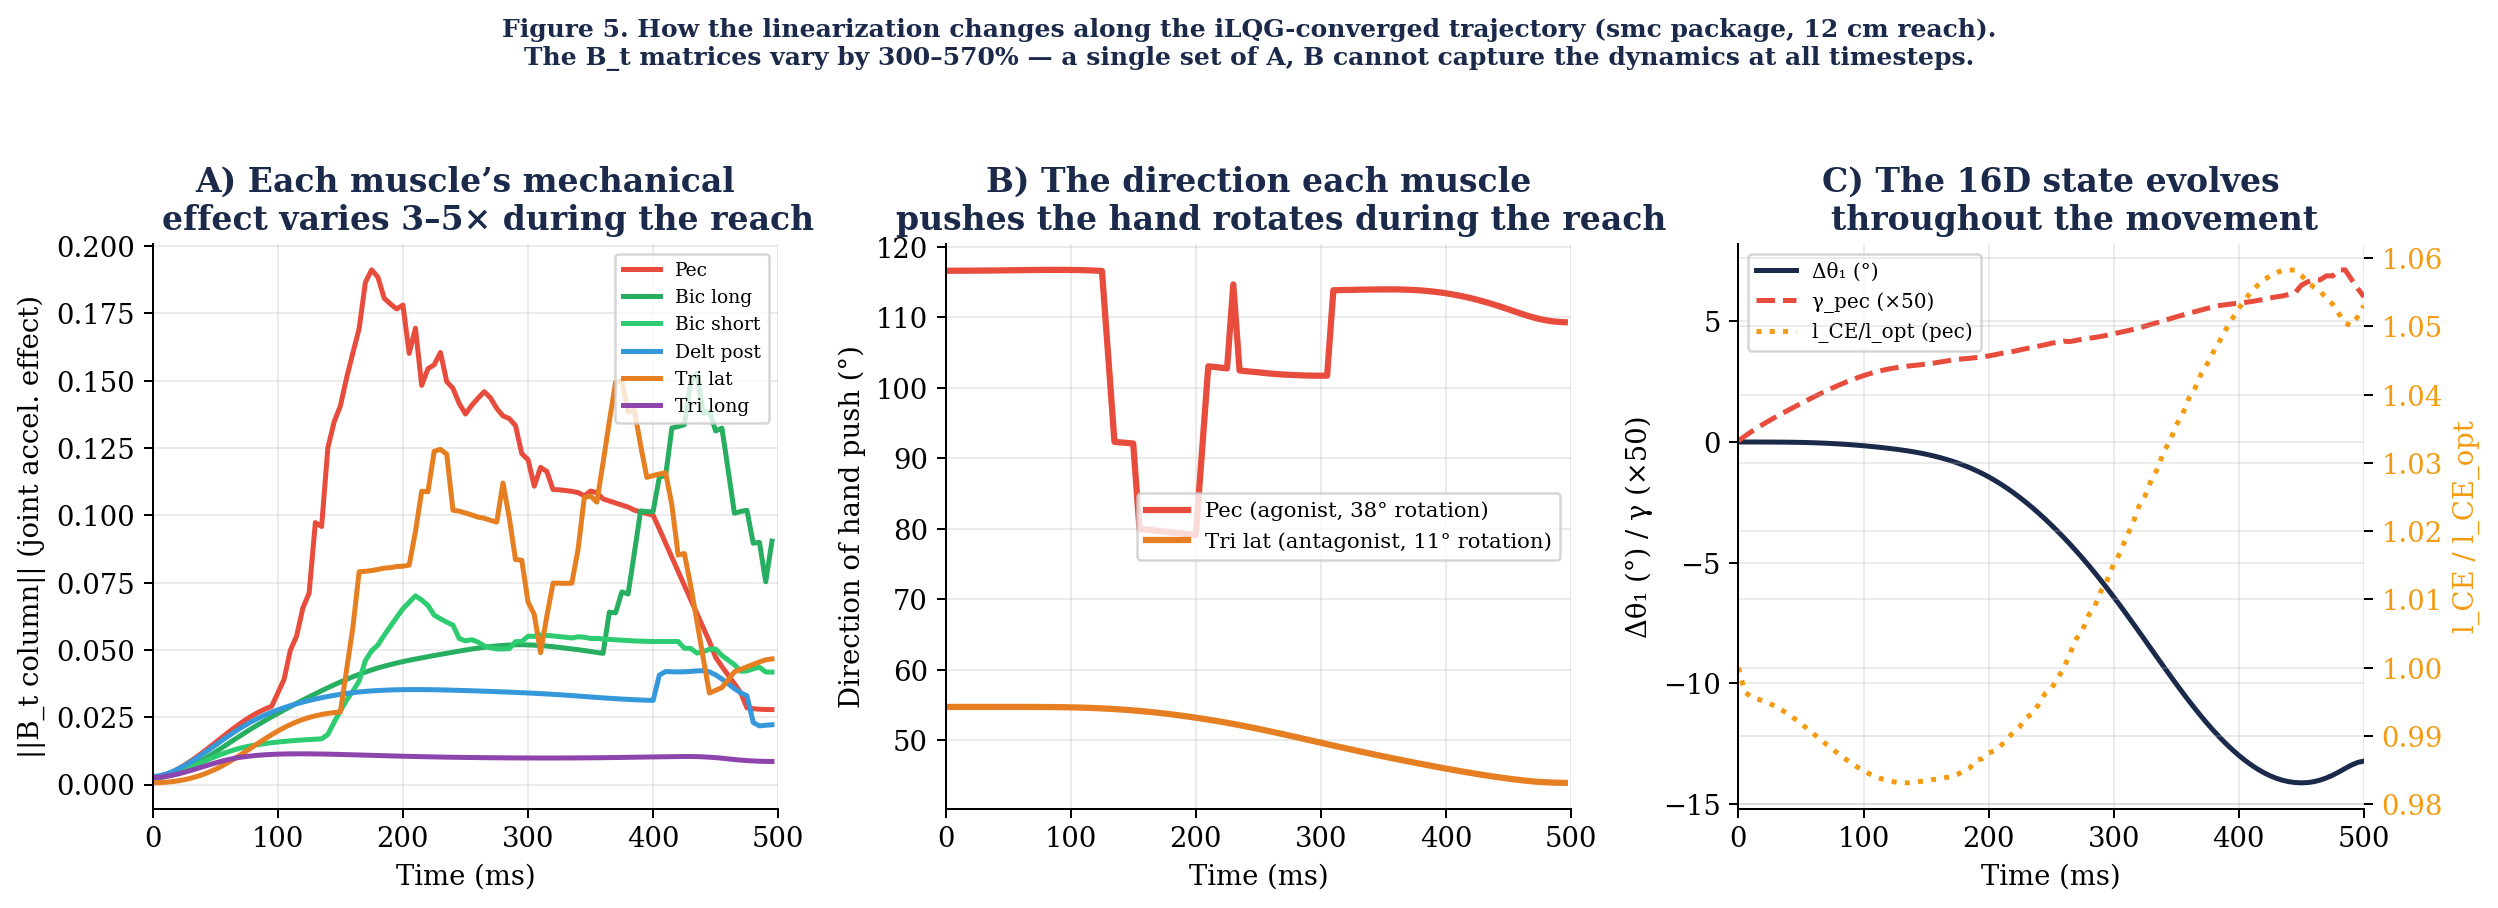 Figure 5. How the linearization changes along the iLQG-converged trajectory (smc package, 12 cm reach).
The B_t matrices vary by 300–570% — a single set of A, B cannot capture the dynamics at all timesteps.
A) Each muscle’s mechanical
effect varies 3–5× during the reach
||B_t column|| (joint accel. effect)
0.200
0.175
0.150
0.125
0.100
0.075
0.050
0.025
0.000
Pec
Bic long
Bic short
Delt post
Tri lat
Tri long
0
100
200
300
400
500
Time (ms)
B) The direction each muscle
pushes the hand rotates during the reach
Direction of hand push (°)
120
110
100
90
80
70
60
50
Pec (agonist, 38° rotation)
Tri lat (antagonist, 11° rotation)
0
100
200
300
400
500
Time (ms)
C) The 16D state evolves
throughout the movement
Δθ₁ (°) / γ (×50)
5
0
−5
−10
−15
Δθ₁ (°)
γ_pec (×50)
l_CE/l_opt (pec)
0
100
200
300
400
500
Time (ms)
1.06
1.05
1.04
1.03
1.02
1.01
1.00
0.99
0.98
l_CE / l_CE_opt